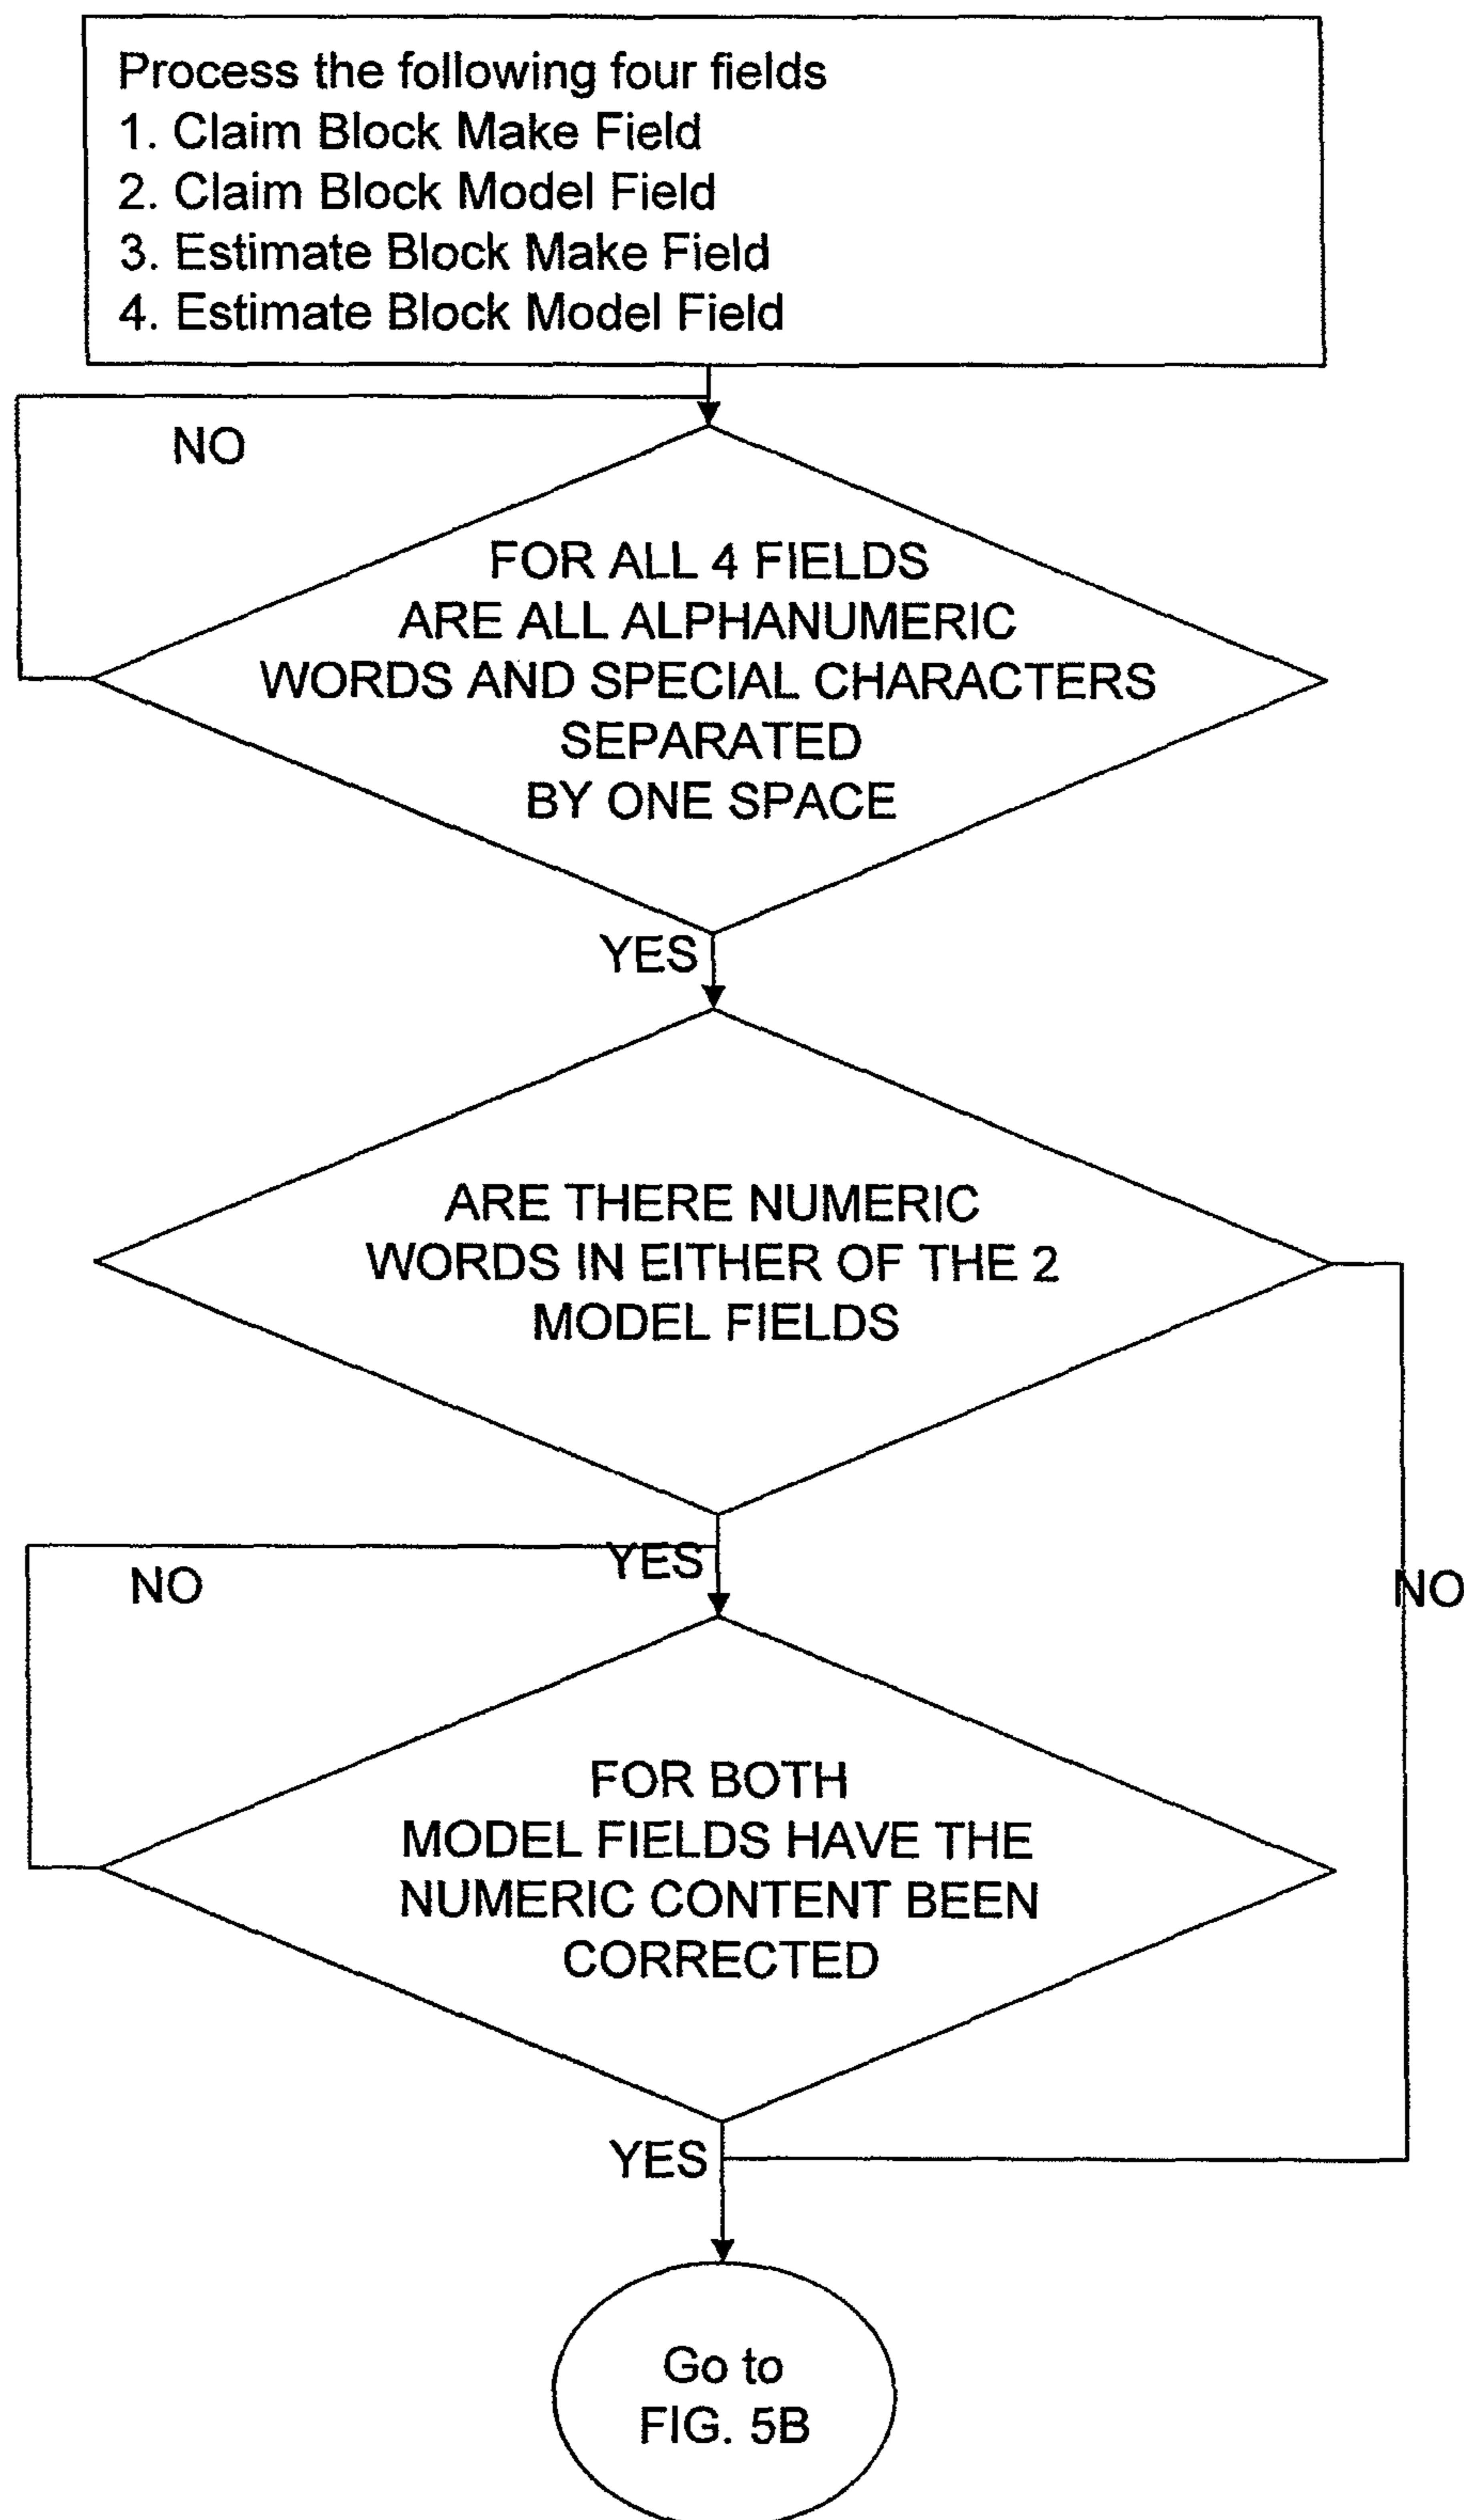 Process the following four fields
1. Claim Block Make Field
2. Claim Block Model Field
3. Estimate Block Make Field
4. Estimate Block Model Field
NO
FOR ALL 4 FIELDS
ARE ALL ALPHANUMERIC
WORDS AND SPECIAL CHARACTERS
SEPARATED
BY ONE SPACE
YES
ARE THERE NUMERIC
WORDS IN EITHER OF THE 2
MODEL FIELDS
YES
NO
NO
FOR BOTH
MODEL FIELDS HAVE THE
NUMERIC CONTENT BEEN
CORRECTED
YES
Go to
FIG. 5B